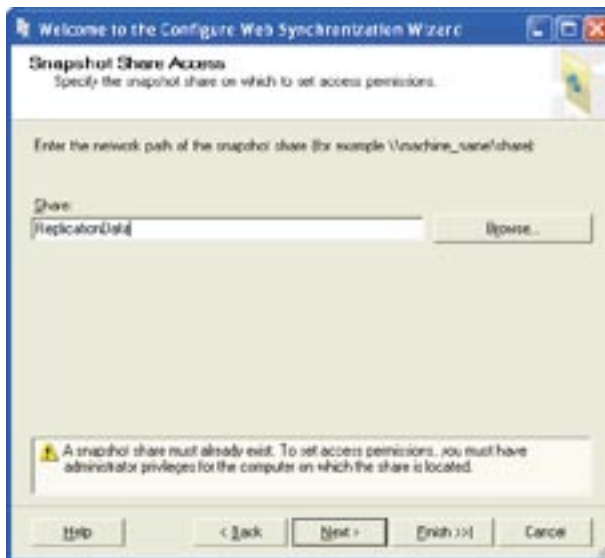 Welcome to the Configure Web Synchronization Wizard
Snapshot Share Access
Specify the snapshot share on which to set access permissions.
Enter the network path of the snapshot share (for example \\machine_name\share):
Share:
ReplicationData
Browse...
A snapshot share must already exist. To set access permissions, you must have
administrator privileges for the computer on which the share is located.
Help
< Back
Next >
Finish >>|
Cancel